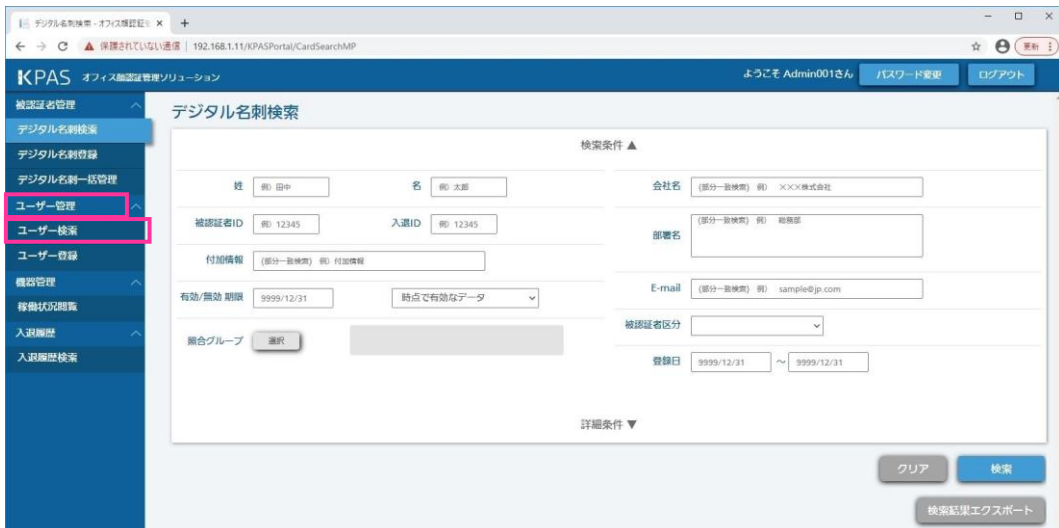 デジタル名刺検索 - オフィス顔認証管 × +
保護されていない通信 | 192.168.1.11/KPASPortal/CardSearchMP
更新
KPAS オフィス顔認証管理ソリューション
ようこそ Admin001さん
パスワード変更
ログアウト
被認証者管理
デジタル名刺検索
デジタル名刺登録
デジタル名刺一括管理
ユーザー管理
ユーザー検索
ユーザー登録
機器管理
稼働状況閲覧
入退履歴
入退履歴検索
デジタル名刺検索
検索条件 ▲
姓 例) 田中 名 例) 太郎
被認証者ID 例) 12345 入退ID 例) 12345
付加情報 (部分一致検索) 例) 付加情報
有効/無効 期限 9999/12/31 時点で有効なデータ
照合グループ 選択
会社名 (部分一致検索) 例) ×××株式会社
部署名 (部分一致検索) 例) 総務部
E-mail (部分一致検索) 例) sample@jp.com
被認証者区分
登録日 9999/12/31 ～ 9999/12/31
詳細条件 ▼
クリア
検索
検索結果エクスポート